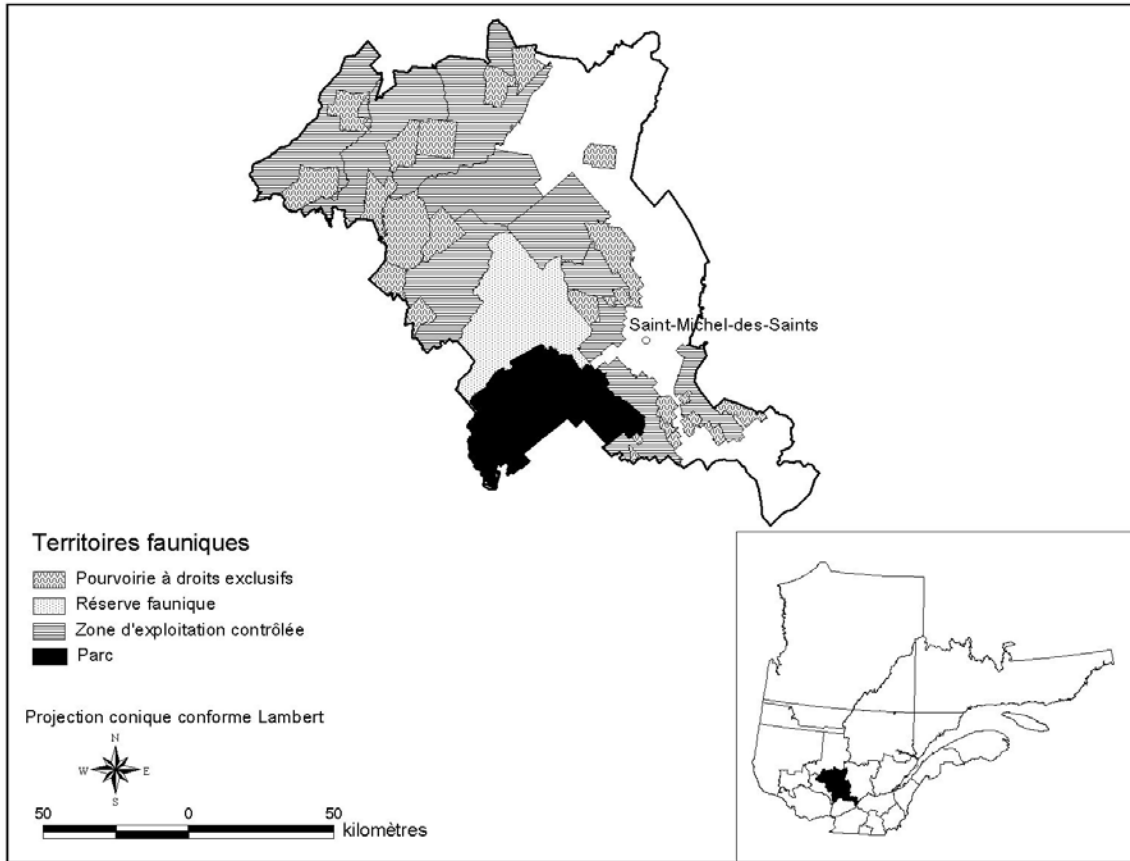 Saint-Michel-des-Saints
Territoires fauniques
Pourvoirie à droits exclusifs
Réserve faunique
Zone d'exploitation contrôlée
Parc
Projection conique conforme Lambert
N
W E
S
50 0 50
kilomètres